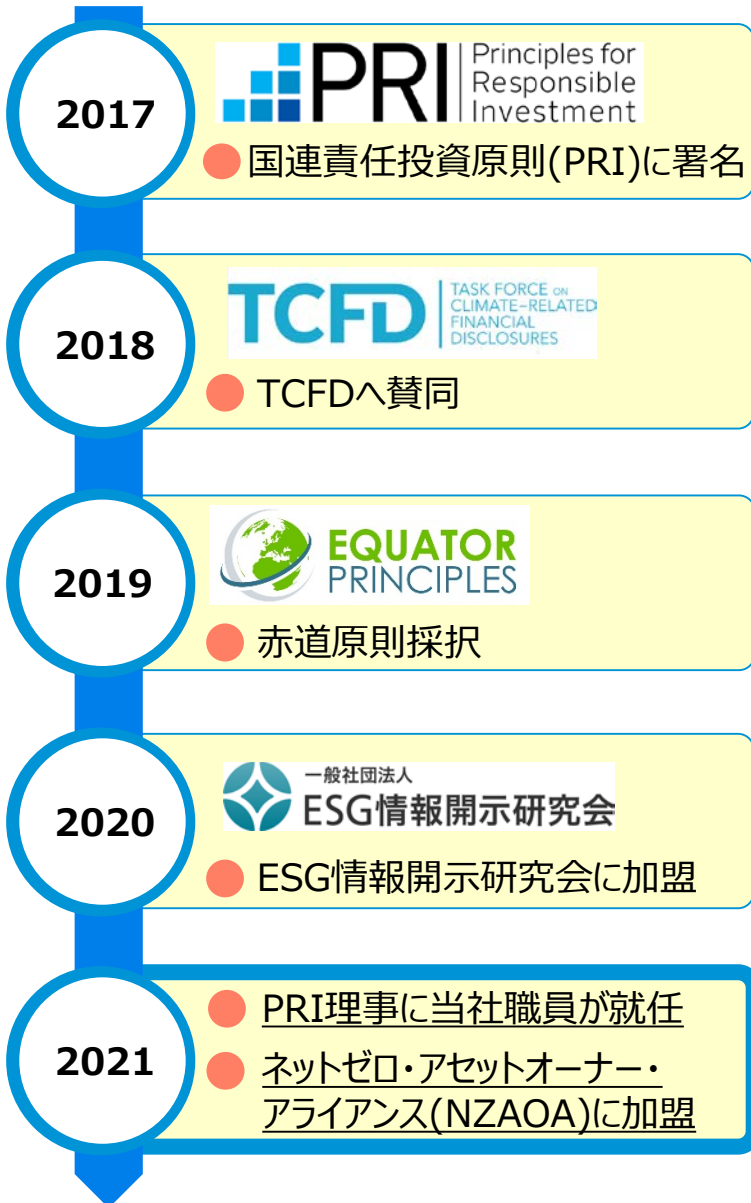 2017
PRI
Principles for
Responsible
Investment
● 国連責任投資原則(PRI)に署名
2018
TCFD
TASK FORCE ON
CLIMATE-RELATED
FINANCIAL
DISCLOSURES
● TCFDへ賛同
2019
EQUATOR
PRINCIPLES
● 赤道原則採択
2020
一般社団法人
ESG情報開示研究会
● ESG情報開示研究会に加盟
2021
● PRI理事に当社職員が就任
● ネットゼロ・アセットオーナー・
アライアンス(NZAOA)に加盟